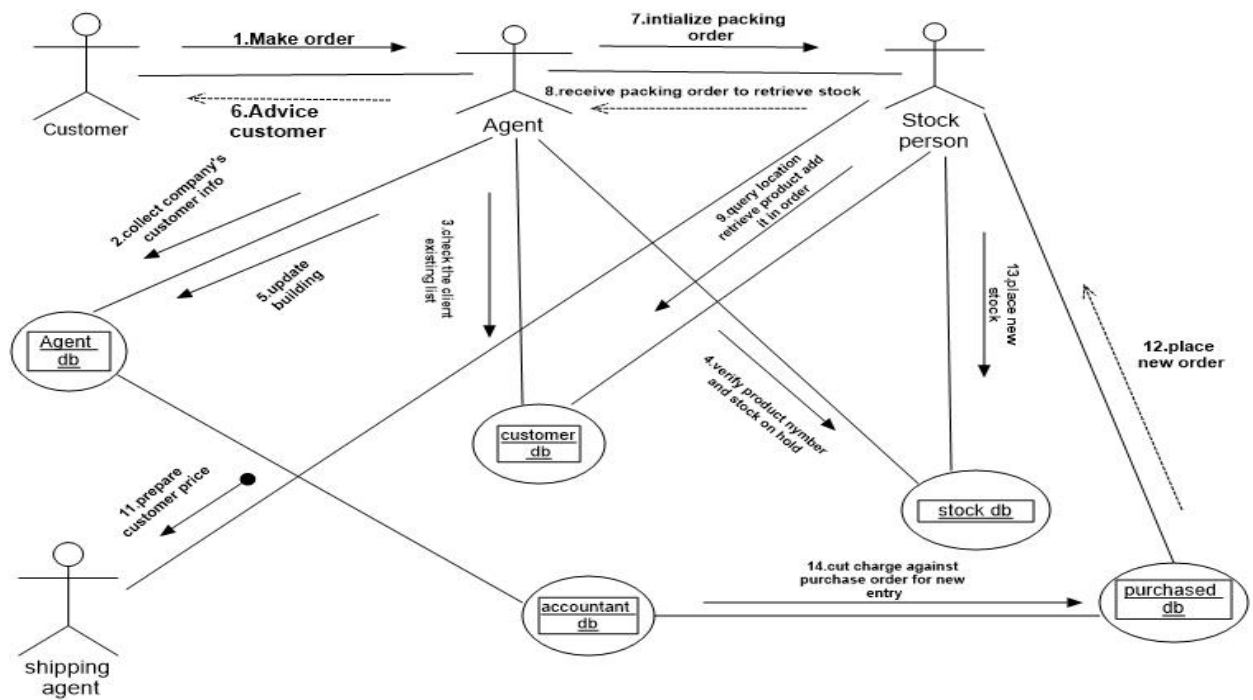 1.Make order
7.intialize packing
order
8.receive packing order to retrieve stock
6.Advice
customer
Customer
Agent
Stock
person
2.collect company's
customer info
5.update
building
3.check the client
existing list
9.query location
retrieve product add
it in order
13.place new
stock
4.verify product nymber
and stock on hold
12.place
new order
Agent
db
customer
db
stock db
11.prepare
customer price
14.cut charge against
purchase order for new
entry
accountant
db
purchased
db
shipping
agent